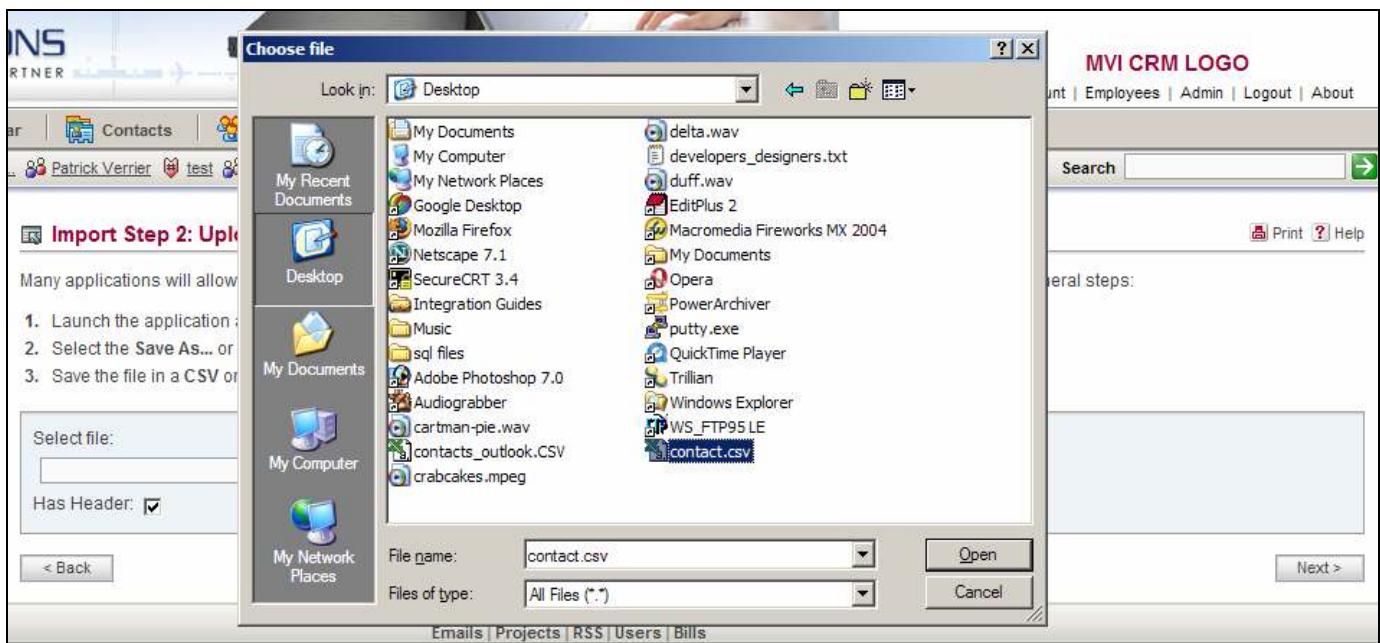 NS
RTNER
MVI CRM LOGO
unt | Employees | Admin | Logout | About
ar | Contacts
Patrick Verrier test
Search
Import Step 2: Uplo
Print ? Help
Many applications will allow
eral steps:
1. Launch the application a
2. Select the Save As... or
3. Save the file in a CSV or
Select file:
Has Header:
< Back
Next >
Emails | Projects | RSS | Users | Bills
Choose file
Look in: Desktop
My Recent Documents
Desktop
My Documents
My Computer
My Network Places
My Documents
My Computer
My Network Places
Google Desktop
Mozilla Firefox
Netscape 7.1
SecureCRT 3.4
Integration Guides
Music
sql files
Adobe Photoshop 7.0
Audiograbber
cartman-pie.wav
contacts_outlook.CSV
crabcakes.mpeg
delta.wav
developers_designers.txt
duff.wav
EditPlus 2
Macromedia Fireworks MX 2004
My Documents
Opera
PowerArchiver
putty.exe
QuickTime Player
Trillian
Windows Explorer
WS_FTP95 LE
contact.csv
File name: contact.csv
Open
Files of type: All Files (*.*)
Cancel